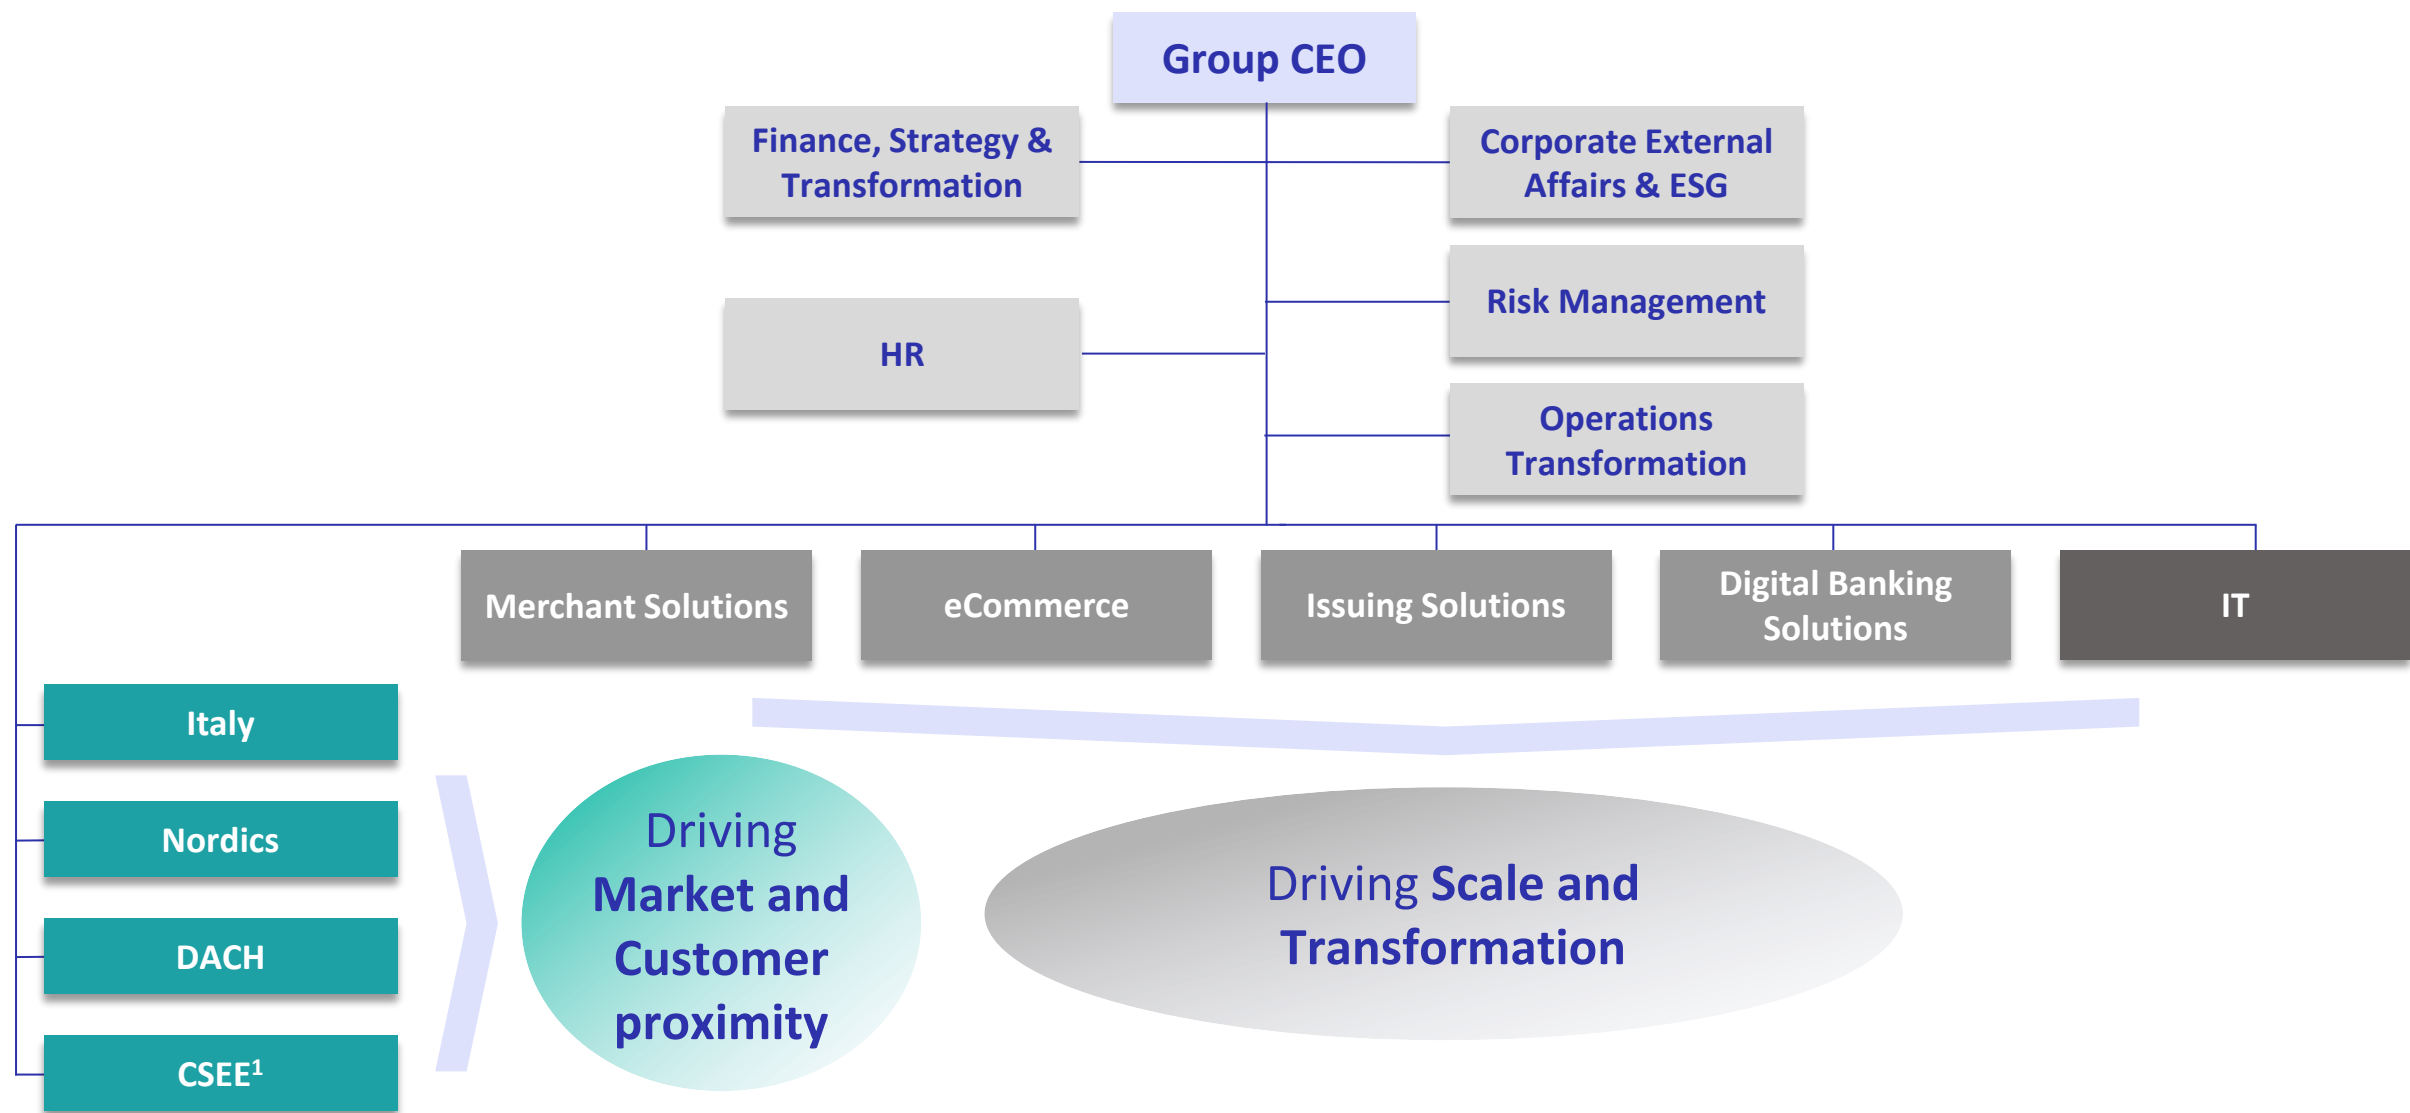 Group CEO
Finance, Strategy &
Transformation
Corporate External
Affairs & ESG
Risk Management
HR
Operations
Transformation
Merchant Solutions
eCommerce
Issuing Solutions
Digital Banking
Solutions
IT
Italy
Nordics
DACH
CSEE¹
Driving
Market and
Customer
proximity
Driving Scale and
Transformation